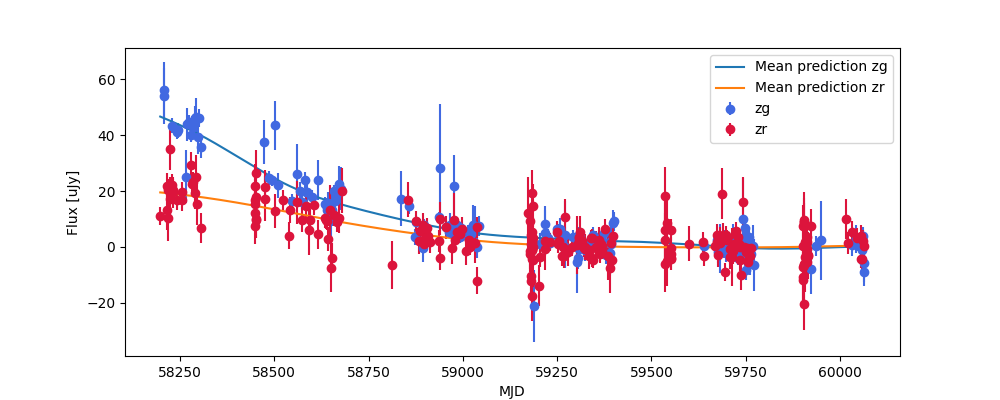 60
40
20
0
−20
Flux [uJy]
58250
58500
58750
59000
59250
59500
59750
60000
MJD
Mean prediction zg
Mean prediction zr
zg
zr